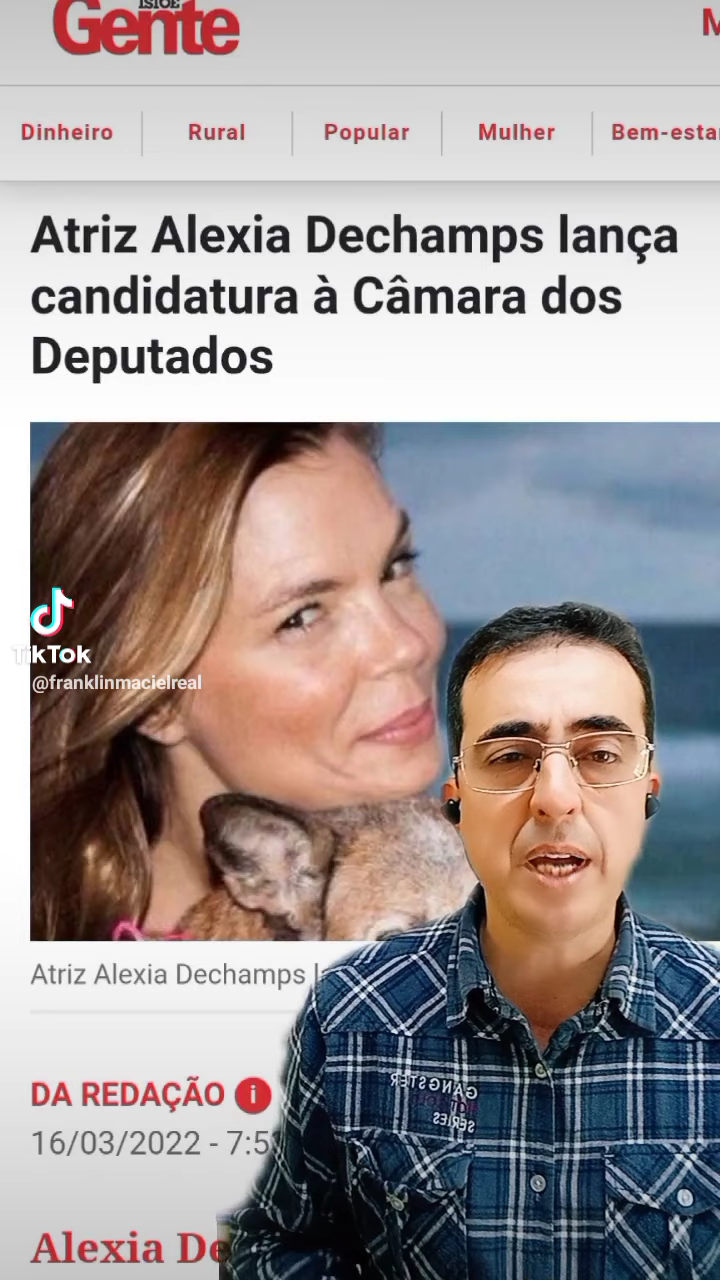 ISTOÉ
Gente
M
Dinheiro
Rural
Popular
Mulher
Bem-esta
Atriz Alexia Dechamps lança
candidatura à Câmara dos
Deputados
TikTok
@franklinmacielreal
Atriz Alexia Dechamps l
DA REDAÇÃO i
16/03/2022 - 7:5
GANGSTER
SERIES
Alexia De